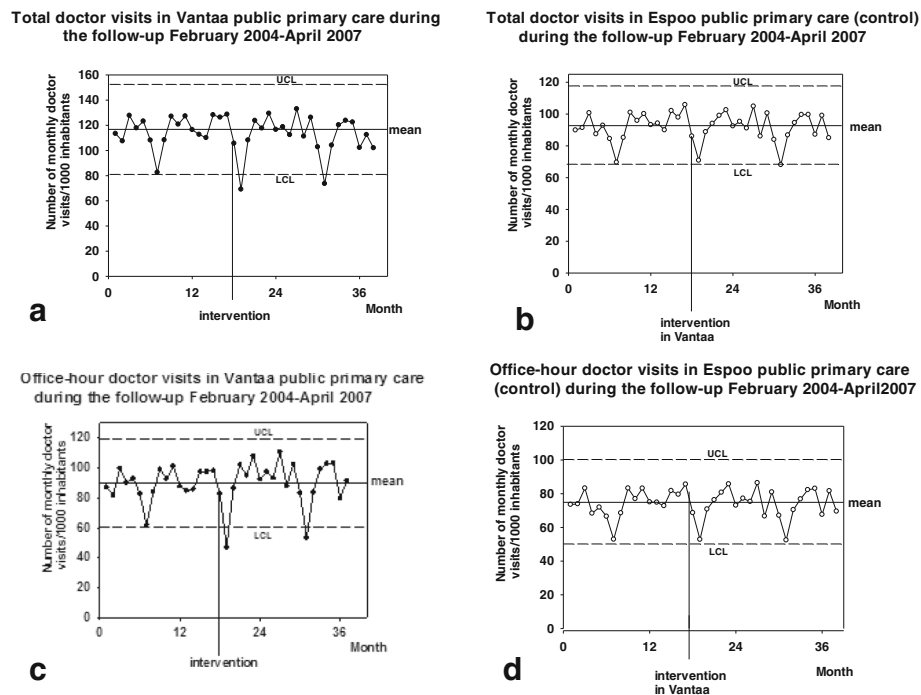 Total doctor visits in Vantaa public primary care during
the follow-up February 2004-April 2007
Number of monthly doctor
visits/1000 inhabitants
160
140
120
100
80
60
40
20
0
UCL
mean
LCL
0
12
24
36
Month
intervention
a
Total doctor visits in Espoo public primary care (control)
during the follow-up February 2004-April 2007
Number of monthly doctor
visits/1000 inhabitants
120
100
80
60
40
20
0
UCL
mean
LCL
0
12
24
36
Month
intervention
in Vantaa
b
Office-hour doctor visits in Vantaa public primary care
during the follow-up February 2004-April 2007
Number of monthly doctor
visits/1000 inhabitants
120
100
80
60
40
20
0
UCL
mean
LCL
0
12
24
36
Month
intervention
c
Office-hour doctor visits in Espoo public primary care
(control) during the follow-up February 2004-April2007
Number of monthly doctor
visits/1000 inhabitants
120
100
80
60
40
20
0
UCL
mean
LCL
0
12
24
36
Month
intervention
in Vantaa
d